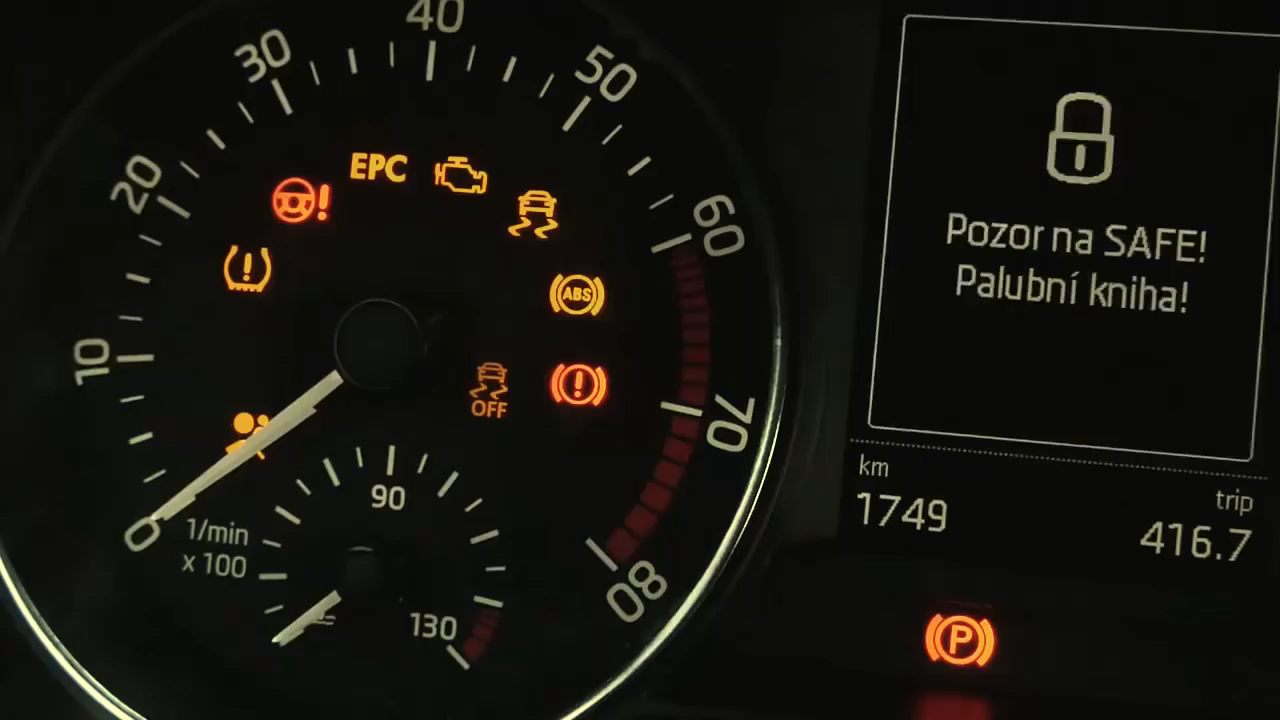 40
30
50
20
EPC
60
ABS
10
OFF
70
0
1/min
x 100
90
80
130
Pozor na SAFE!
Palubní kniha!
km
trip
1749
416.7
P